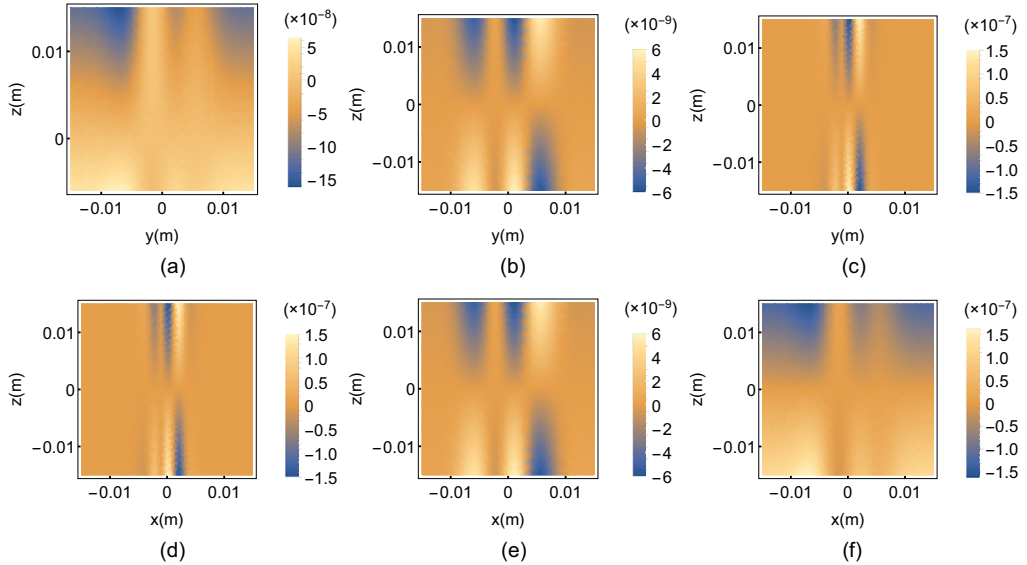 (×10⁻⁸)
0.01
0
z(m)
5
0
−5
−10
−15
−0.01 0 0.01
y(m)
(a)
(×10⁻⁹)
0.01
0
−0.01
z(m)
6
4
2
0
−2
−4
−6
−0.01 0 0.01
y(m)
(b)
(×10⁻⁷)
0.01
0
−0.01
z(m)
1.5
1.0
0.5
0
−0.5
−1.0
−1.5
−0.01 0 0.01
y(m)
(c)
(×10⁻⁷)
0.01
0
−0.01
z(m)
1.5
1.0
0.5
0
−0.5
−1.0
−1.5
−0.01 0 0.01
x(m)
(d)
(×10⁻⁹)
0.01
0
−0.01
z(m)
6
4
2
0
−2
−4
−6
−0.01 0 0.01
x(m)
(e)
(×10⁻⁷)
0.01
0
−0.01
z(m)
1.5
1.0
0.5
0
−0.5
−1.0
−1.5
−0.01 0 0.01
x(m)
(f)